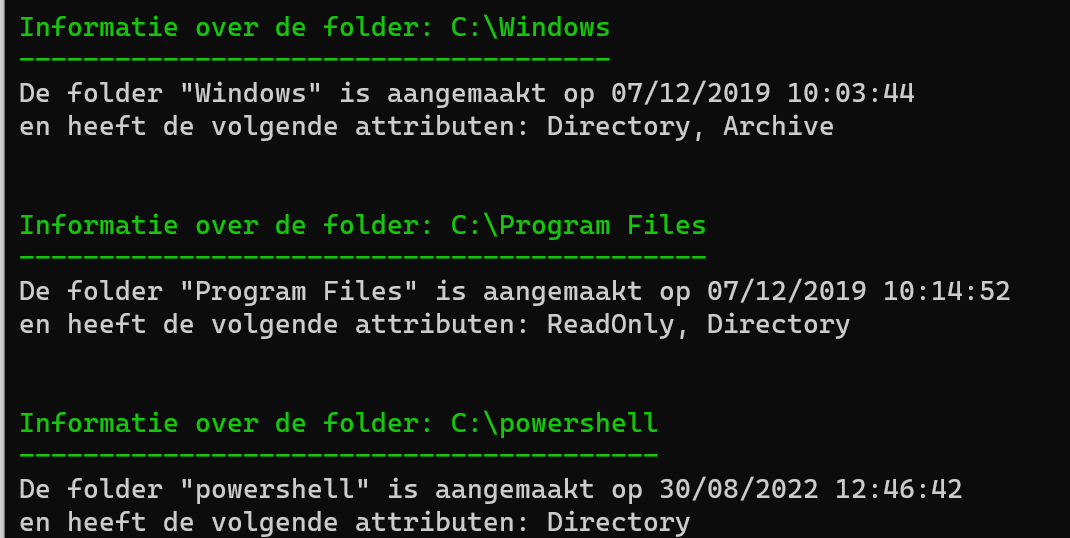 Informatie over de folder: C:\Windows
-------------------------------------
De folder "Windows" is aangemaakt op 07/12/2019 10:03:44
en heeft de volgende attributen: Directory, Archive
Informatie over de folder: C:\Program Files
-------------------------------------------
De folder "Program Files" is aangemaakt op 07/12/2019 10:14:52
en heeft de volgende attributen: ReadOnly, Directory
Informatie over de folder: C:\powershell
----------------------------------------
De folder "powershell" is aangemaakt op 30/08/2022 12:46:42
en heeft de volgende attributen: Directory